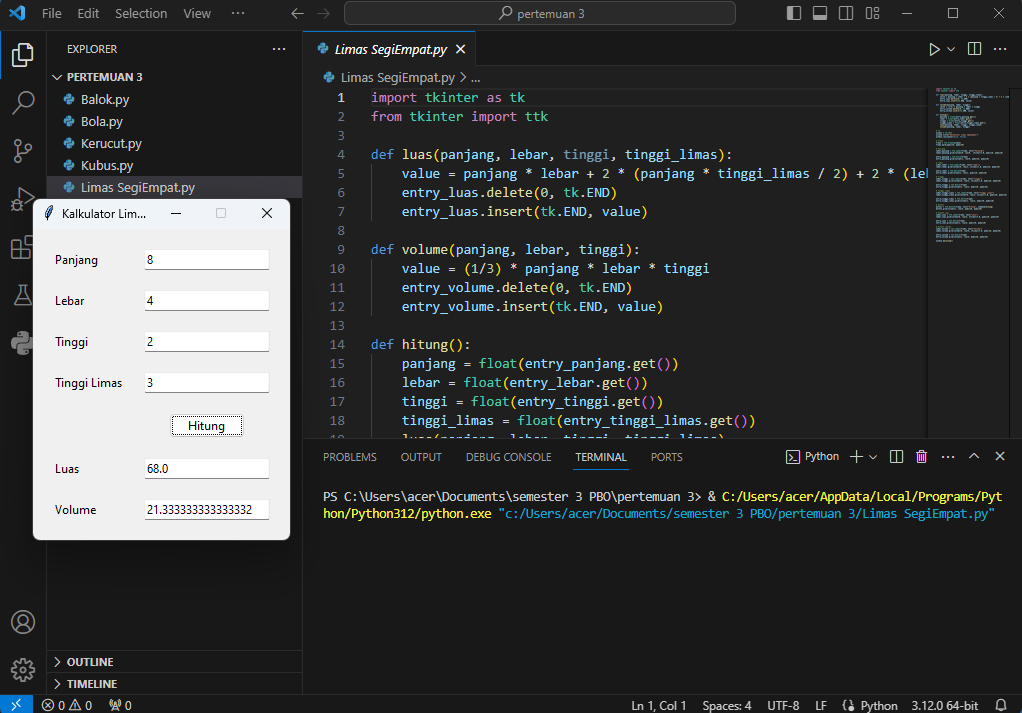 File Edit Selection View ··· pertemuan 3
EXPLORER ···
PERTEMUAN 3
Balok.py
Bola.py
Kerucut.py
Kubus.py
Limas SegiEmpat.py
Kalkulator Lim...
Panjang 8
Lebar 4
Tinggi 2
Tinggi Limas 3
Hitung
Luas 68.0
Volume 21.333333333333332
OUTLINE
TIMELINE
Limas SegiEmpat.py
Limas SegiEmpat.py > ...
1 import tkinter as tk
2 from tkinter import ttk
3
4 def luas(panjang, lebar, tinggi, tinggi_limas):
5 value = panjang * lebar + 2 * (panjang * tinggi_limas / 2) + 2 * (leb
6 entry_luas.delete(0, tk.END)
7 entry_luas.insert(tk.END, value)
8
9 def volume(panjang, lebar, tinggi):
10 value = (1/3) * panjang * lebar * tinggi
11 entry_volume.delete(0, tk.END)
12 entry_volume.insert(tk.END, value)
13
14 def hitung():
15 panjang = float(entry_panjang.get())
16 lebar = float(entry_lebar.get())
17 tinggi = float(entry_tinggi.get())
18 tinggi_limas = float(entry_tinggi_limas.get())
19 luas(panjang, lebar, tinggi, tinggi_limas)
PROBLEMS OUTPUT DEBUG CONSOLE TERMINAL PORTS Python
PS C:\Users\acer\Documents\semester 3 PBO\pertemuan 3> & C:/Users/acer/AppData/Local/Programs/Pyt
hon/Python312/python.exe "c:/Users/acer/Documents/semester 3 PBO/pertemuan 3/Limas SegiEmpat.py"
0 0 0 Ln 1, Col 1 Spaces: 4 UTF-8 LF Python 3.12.0 64-bit